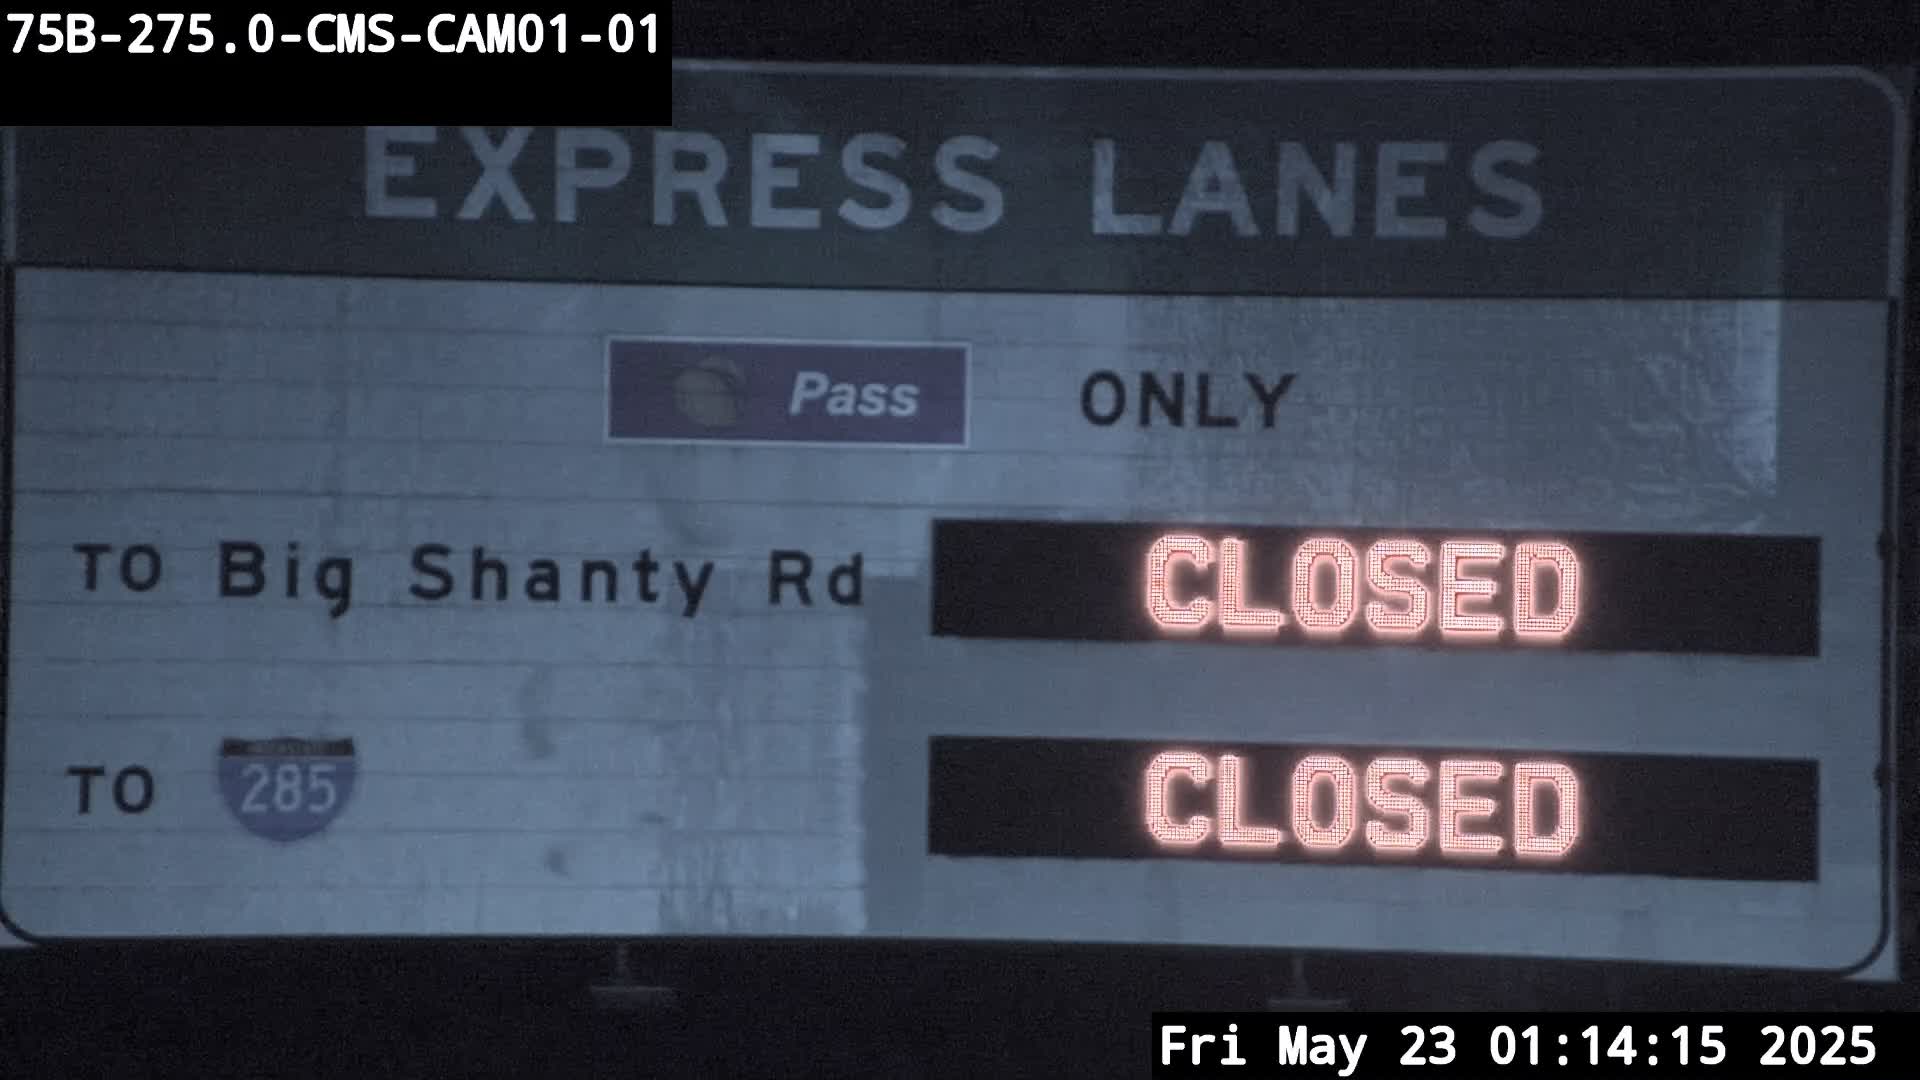 75B-275.0-CMS-CAM01-01
EXPRESS LANES
Pass ONLY
TO Big Shanty Rd CLOSED
TO 285 CLOSED
Fri May 23 01:14:15 2025